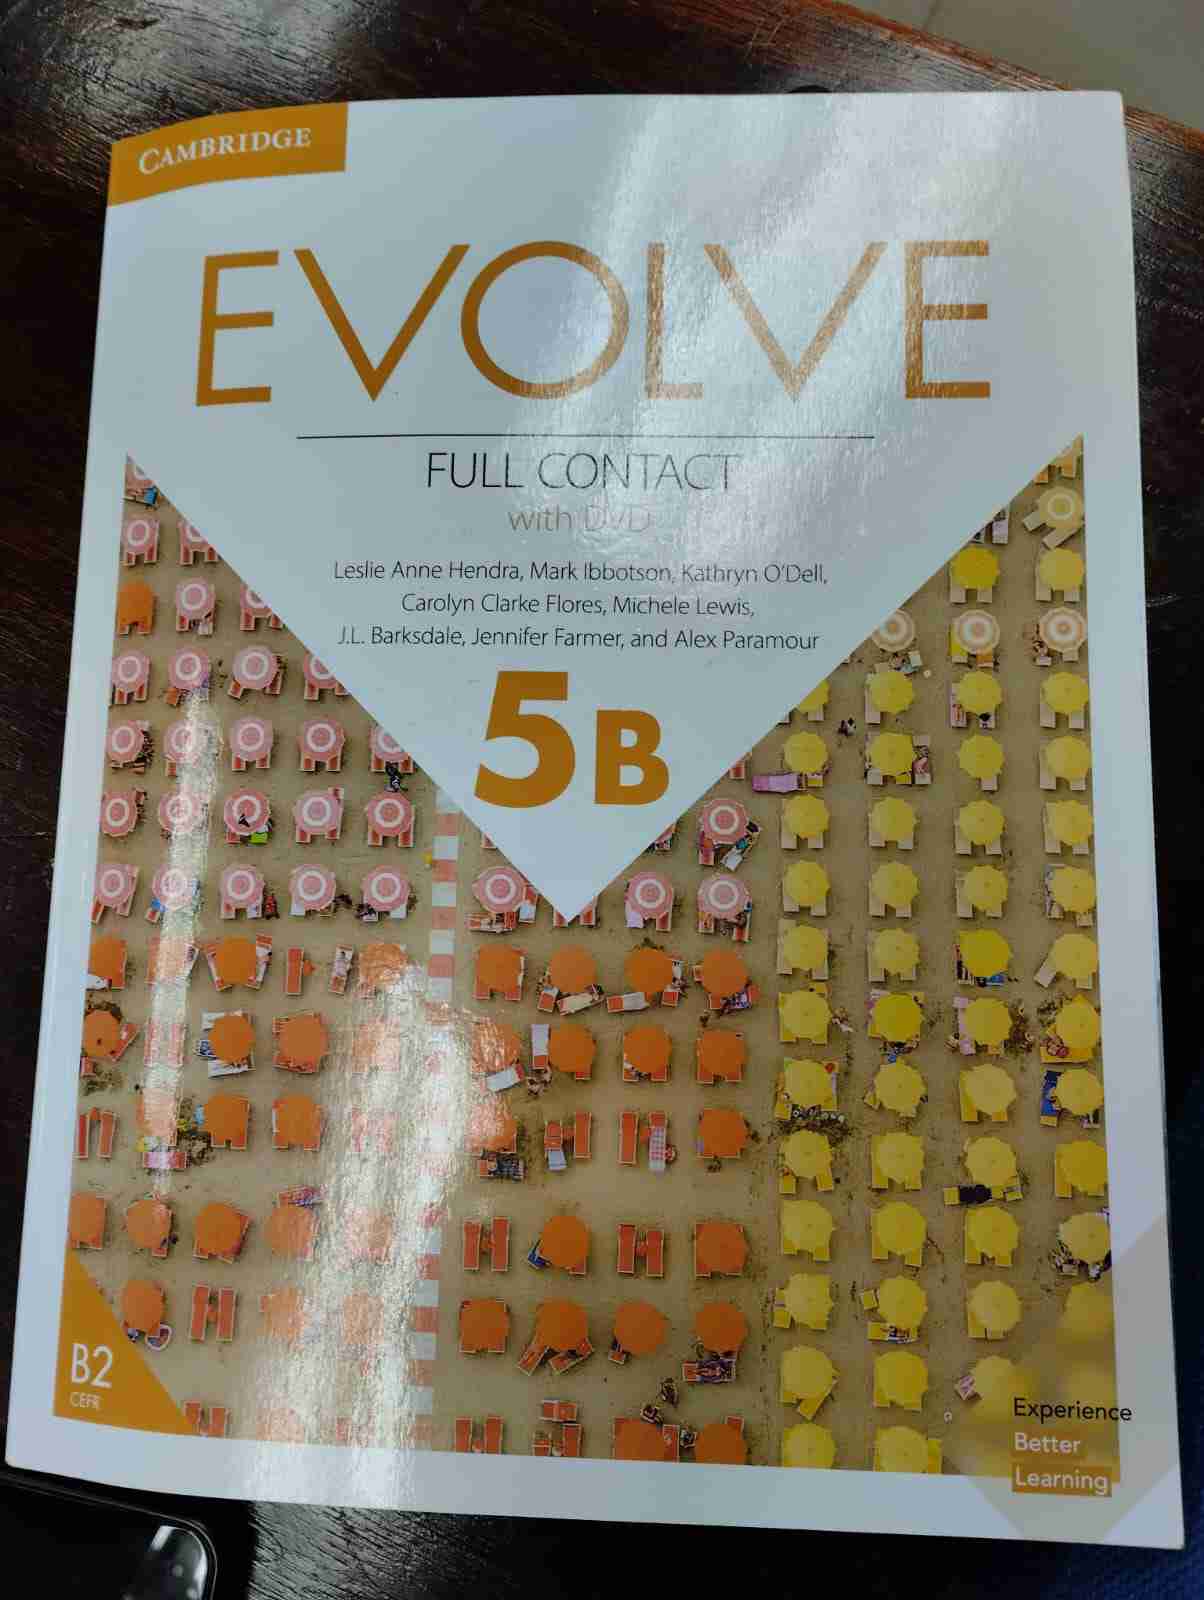 CAMBRIDGE
EVOLVE
FULL CONTACT
with DVD
Leslie Anne Hendra, Mark Ibbotson, Kathryn O'Dell,
Carolyn Clarke Flores, Michele Lewis,
J.L. Barksdale, Jennifer Farmer, and Alex Paramour
5B
B2
CEFR
Experience
Better
Learning